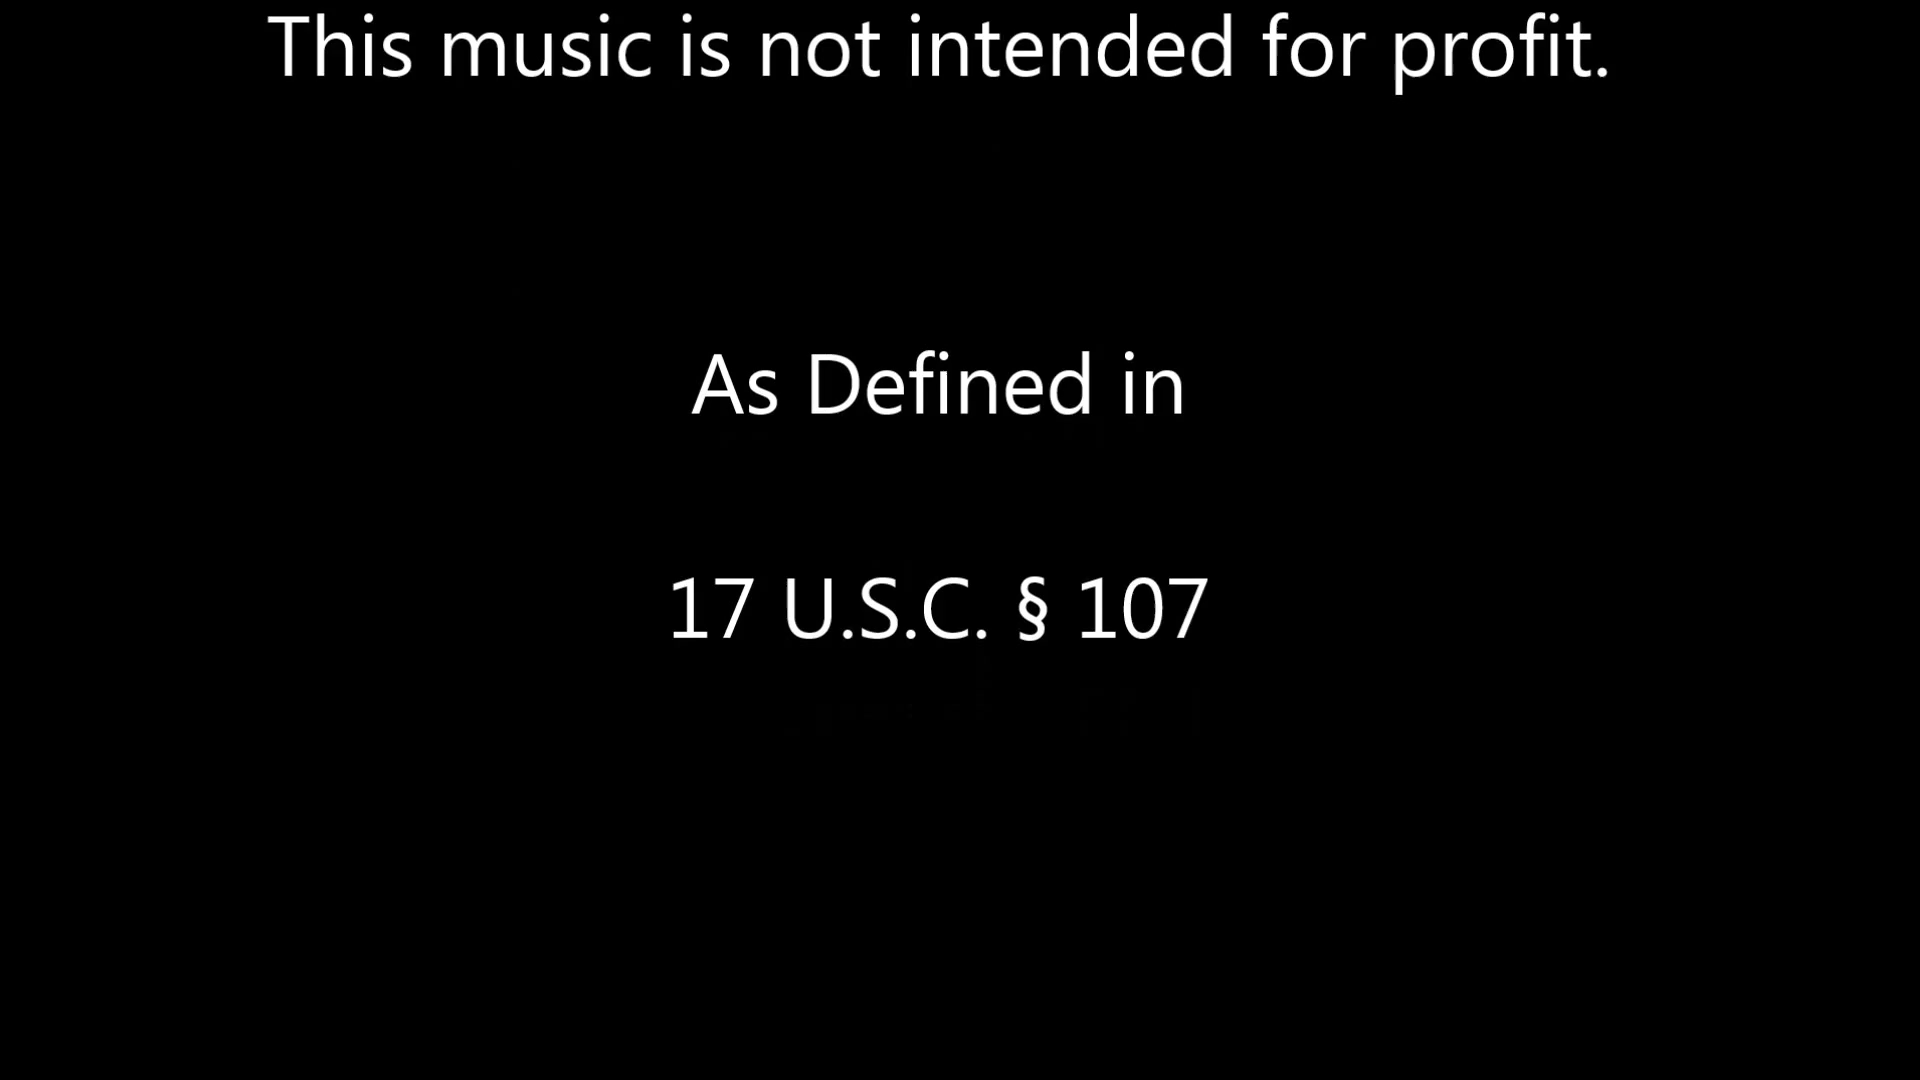 This music is not intended for profit.
As Defined in
17 U.S.C. § 107